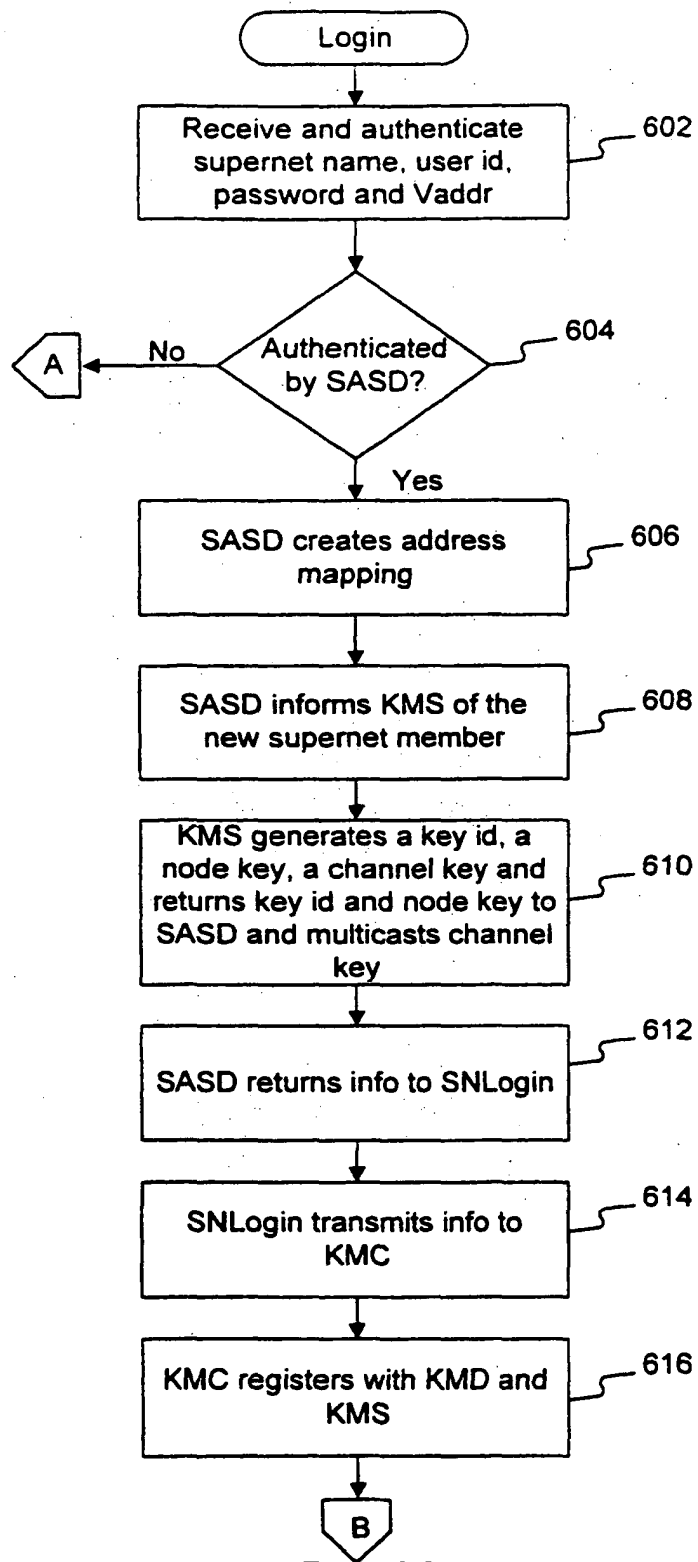 Login
Receive and authenticate
supernet name, user id,
password and Vaddr
602
Authenticated
by SASD?
604
No
A
Yes
SASD creates address
mapping
606
SASD informs KMS of the
new supernet member
608
KMS generates a key id, a
node key, a channel key and
returns key id and node key to
SASD and multicasts channel
key
610
SASD returns info to SNLogin
612
SNLogin transmits info to
KMC
614
KMC registers with KMD and
KMS
616
B